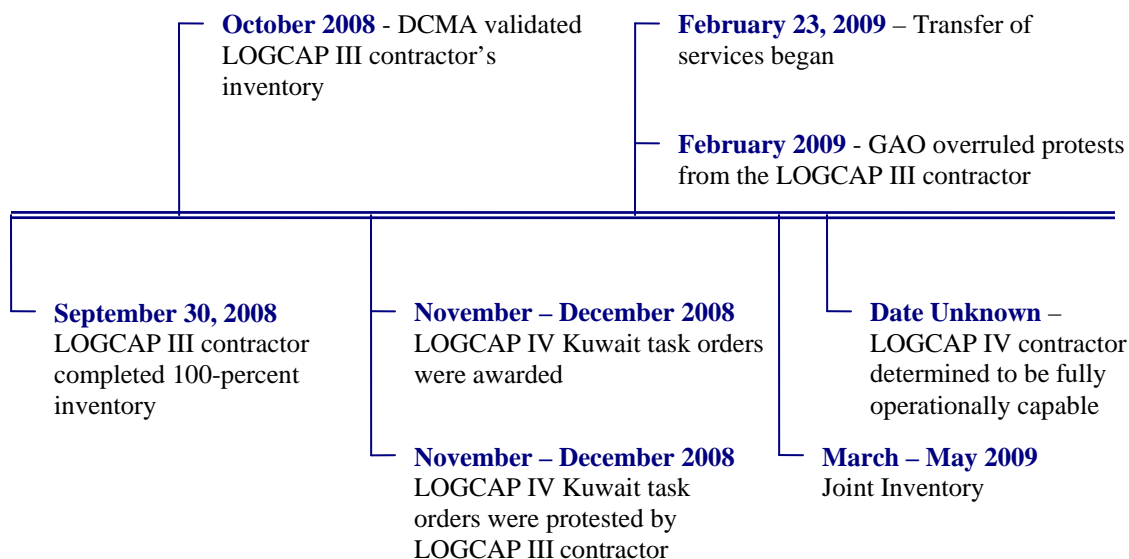 October 2008 - DCMA validated
LOGCAP III contractor's
inventory
February 23, 2009 – Transfer of
services began
February 2009 - GAO overruled protests
from the LOGCAP III contractor
September 30, 2008
LOGCAP III contractor
completed 100-percent
inventory
November – December 2008
LOGCAP IV Kuwait task orders
were awarded
November – December 2008
LOGCAP IV Kuwait task
orders were protested by
LOGCAP III contractor
Date Unknown –
LOGCAP IV contractor
determined to be fully
operationally capable
March – May 2009
Joint Inventory